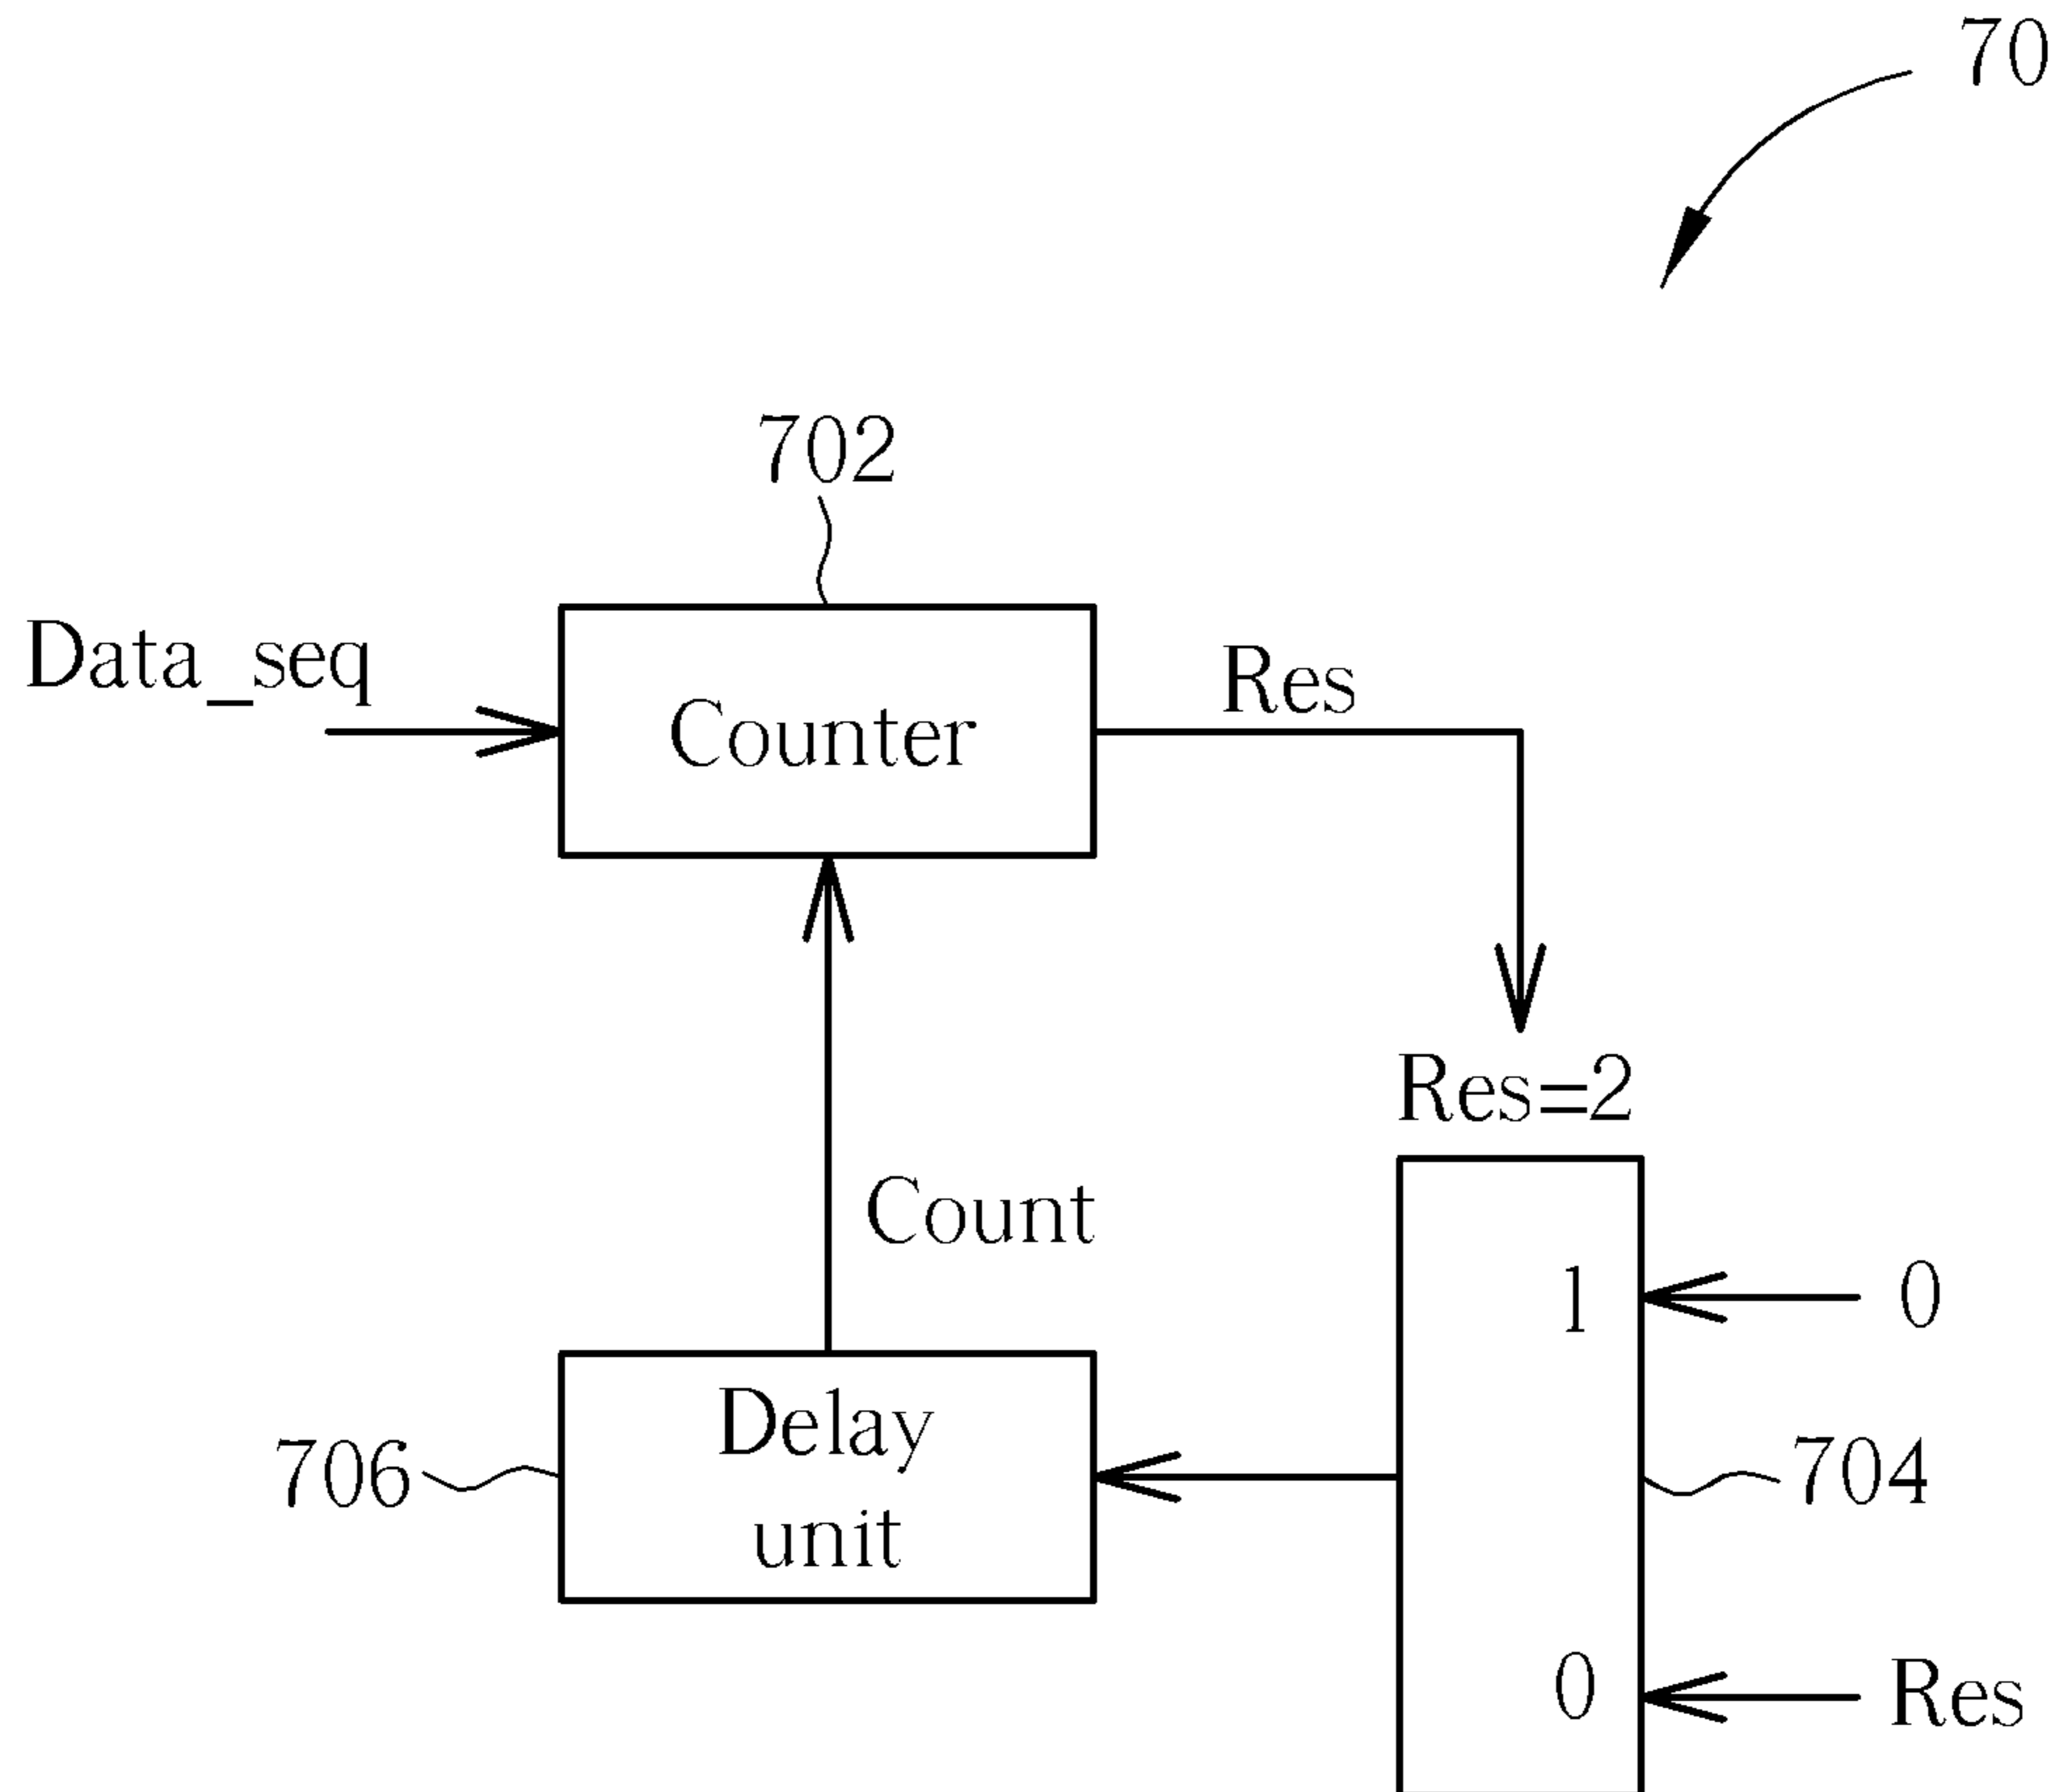 70
702
Data_seq
Counter
Res
Res=2
Count
1
0
Delay
unit
706
704
0
Res